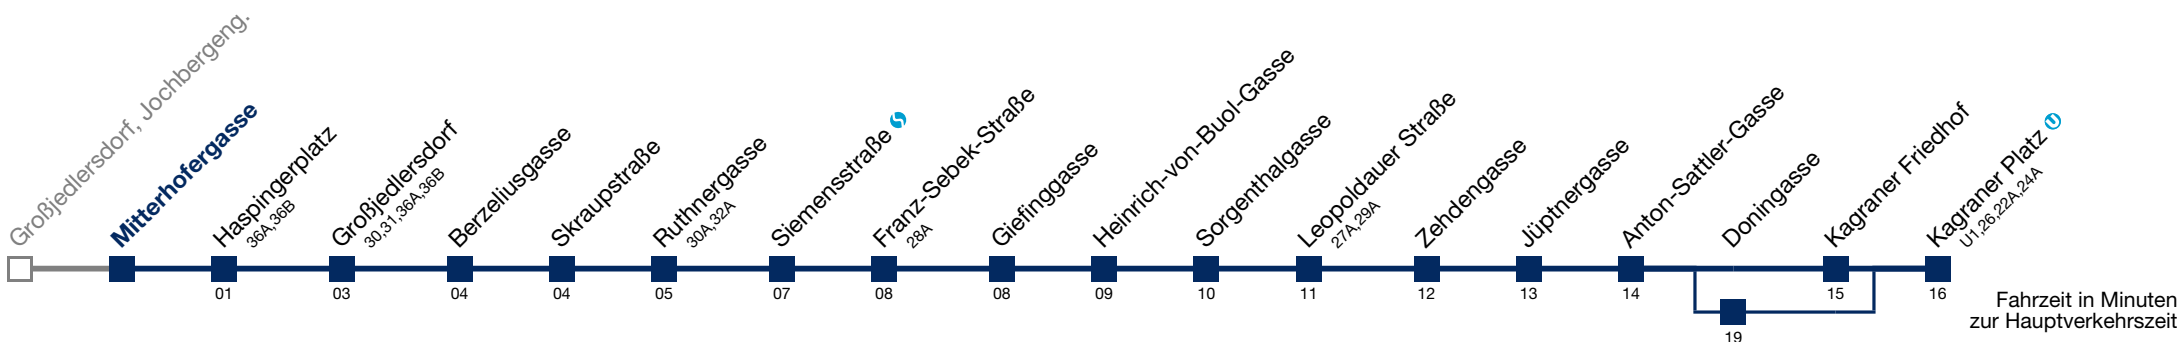 Großjedlersdorf, Jochbergeng.
Mitterhofergasse
Haspingerplatz
36A,36B
01
Großjedlersdorf
30,31,36A,36B
03
Berzeliusgasse
04
Skraupstraße
04
Ruthnergasse
30A,32A
05
Siemensstraße
07
Franz-Sebek-Straße
28A
08
Giefinggasse
08
Heinrich-von-Buol-Gasse
09
Sorgenthalgasse
10
Leopoldauer Straße
27A,29A
11
Zehdengasse
12
Jüptnergasse
13
Anton-Sattler-Gasse
14
Doningasse
19
Kagraner Friedhof
15
Kagraner Platz U
U1,26,22A,24A
16
Fahrzeit in Minuten
zur Hauptverkehrszeit